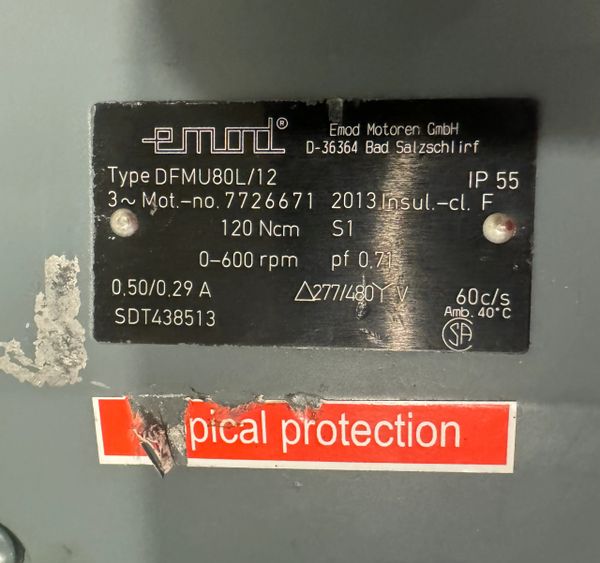 emod®
Emod Motoren GmbH
D-36364 Bad Salzschlirf
Type DFMU80L/12 IP 55
3~ Mot.-no. 7726671 2013 Insul.-cl. F
120 Ncm S1
0-600 rpm pf 0,71
0,50/0,29 A △277/480Y V 60c/s
Amb. 40°C
SDT438513
SA
pical protection